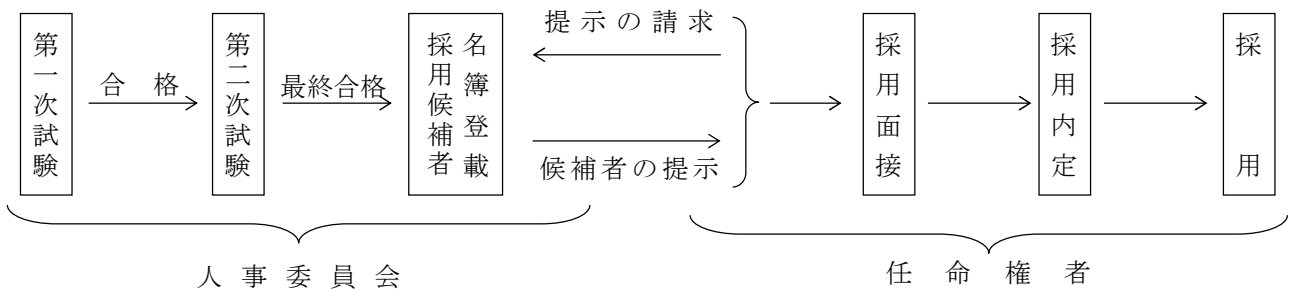 第一次試験
合格
第二次試験
最終合格
採用候補者
名簿登載
提示の請求
候補者の提示
採用面接
採用内定
採用
人事委員会
任命権者